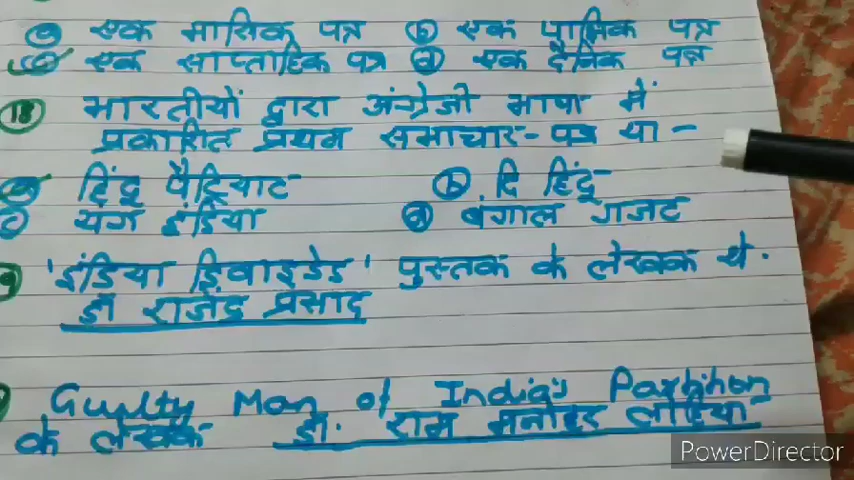 ⓐ एक मासिक पत्र ⓑ एक पाक्षिक पत्र
ⓒ एक साप्ताहिक पत्र ⓓ एक दैनिक पत्र
18 भारतीयों द्वारा अंग्रेजी भाषा में
प्रकाशित प्रथम समाचार-पत्र था -
ⓐ हिंदू पैट्रियाट ⓑ दि हिंदू
ⓒ यंग इंडिया ⓓ बंगाल गजट
'इंडिया डिवाइडेड' पुस्तक के लेखक थे.
डॉ राजेंद्र प्रसाद
Guilty Man of India's Partition
के लेखक डॉ. राम मनोहर लोहिया
PowerDirector